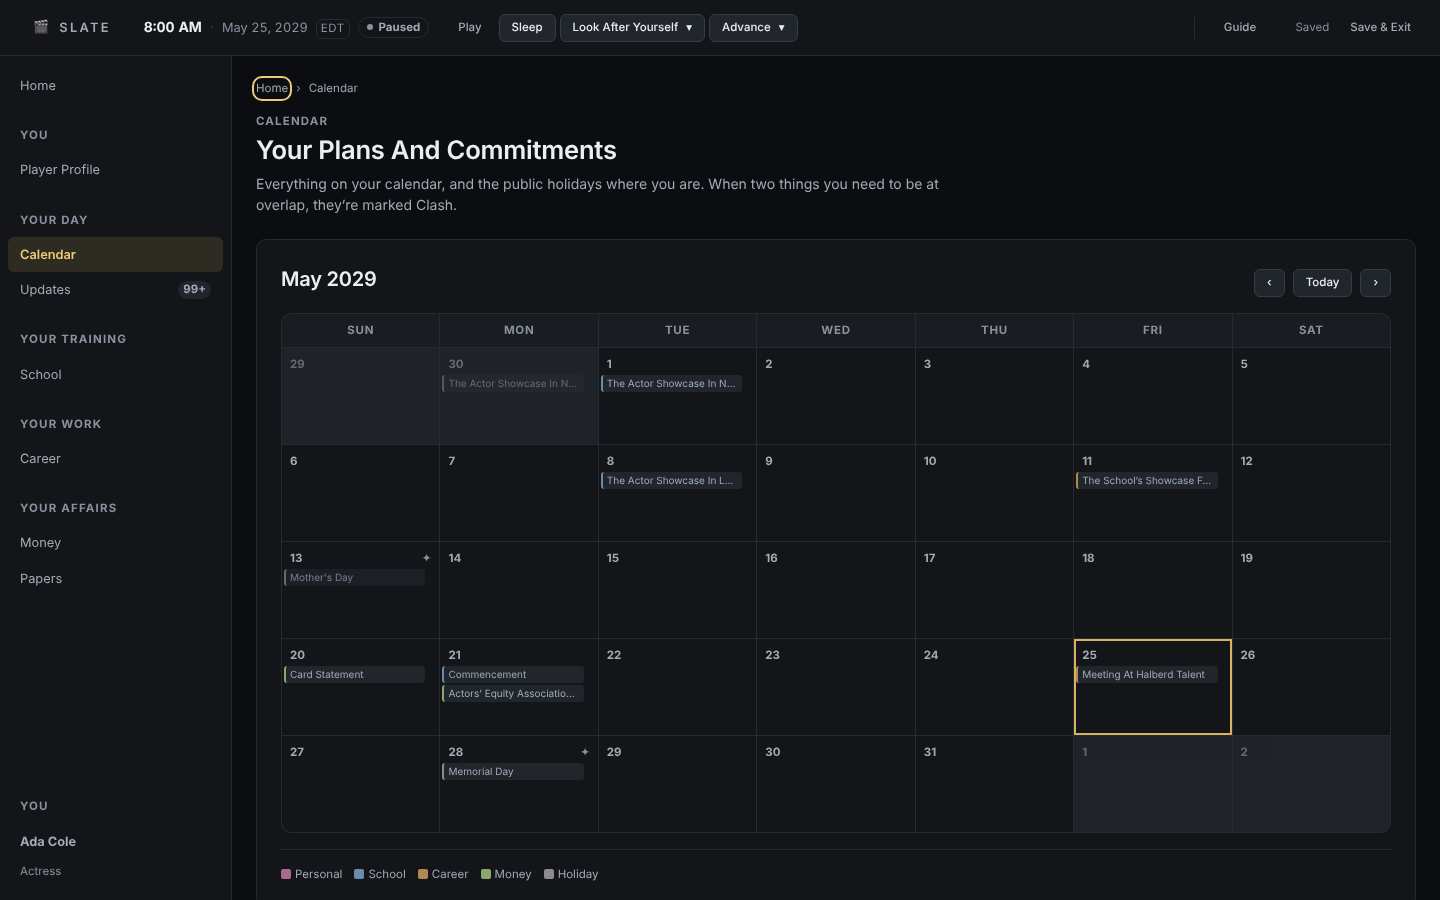 SLATE
8:00 AM · May 25, 2029 EDT Paused Play Sleep Look After Yourself ▾ Advance ▾ Guide Saved Save & Exit
Home
YOU
Player Profile
YOUR DAY
Calendar
Updates 99+
YOUR TRAINING
School
YOUR WORK
Career
YOUR AFFAIRS
Money
Papers
YOU
Ada Cole
Actress
Home › Calendar
CALENDAR
Your Plans And Commitments
Everything on your calendar, and the public holidays where you are. When two things you need to be at
overlap, they're marked Clash.
May 2029
‹ Today ›
SUN MON TUE WED THU FRI SAT
29 30 1 2 3 4 5
The Actor Showcase In N... The Actor Showcase In N...
6 7 8 9 10 11 12
The Actor Showcase In L... The School's Showcase F...
13 ✦ 14 15 16 17 18 19
Mother's Day
20 21 22 23 24 25 26
Card Statement Commencement Meeting At Halberd Talent
Actors' Equity Associatio...
27 28 ✦ 29 30 31 1 2
Memorial Day
Personal School Career Money Holiday